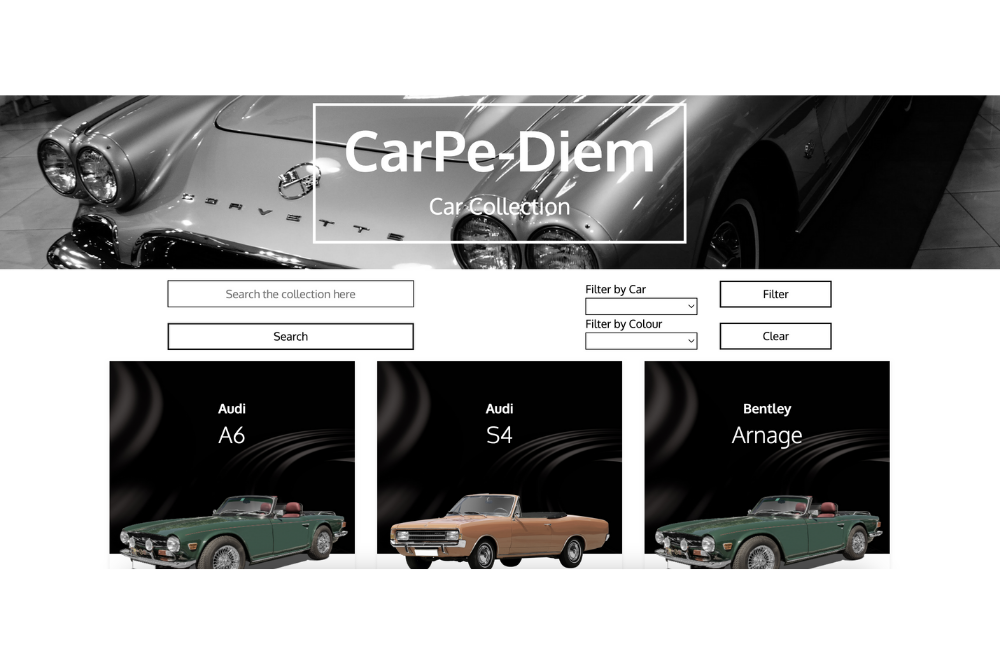 CarPe-Diem
Car Collection
CORVETTE
Search the collection here
Search
Filter by Car
Filter by Colour
Filter
Clear
Audi
A6
Audi
S4
Bentley
Arnage